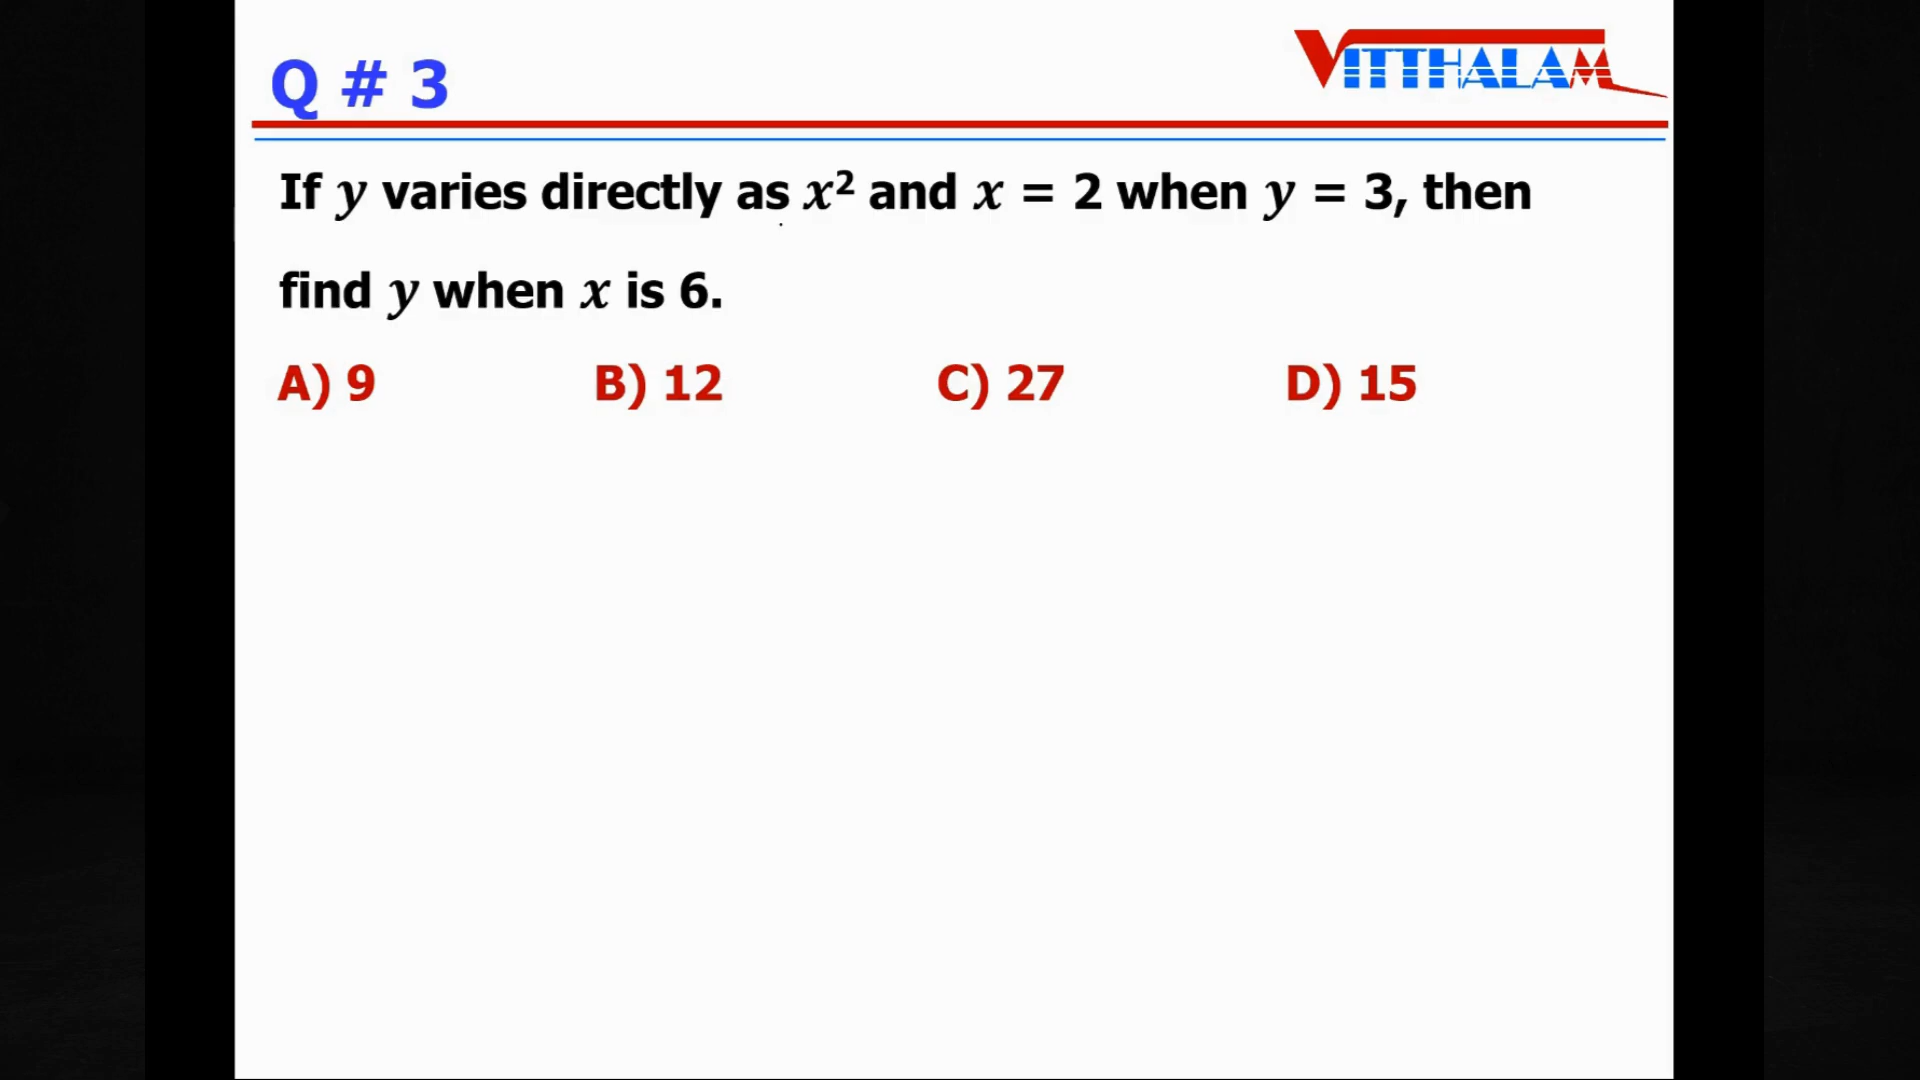 Q # 3
VITTHALAM
If y varies directly as x² and x = 2 when y = 3, then
find y when x is 6.
A) 9 B) 12 C) 27 D) 15